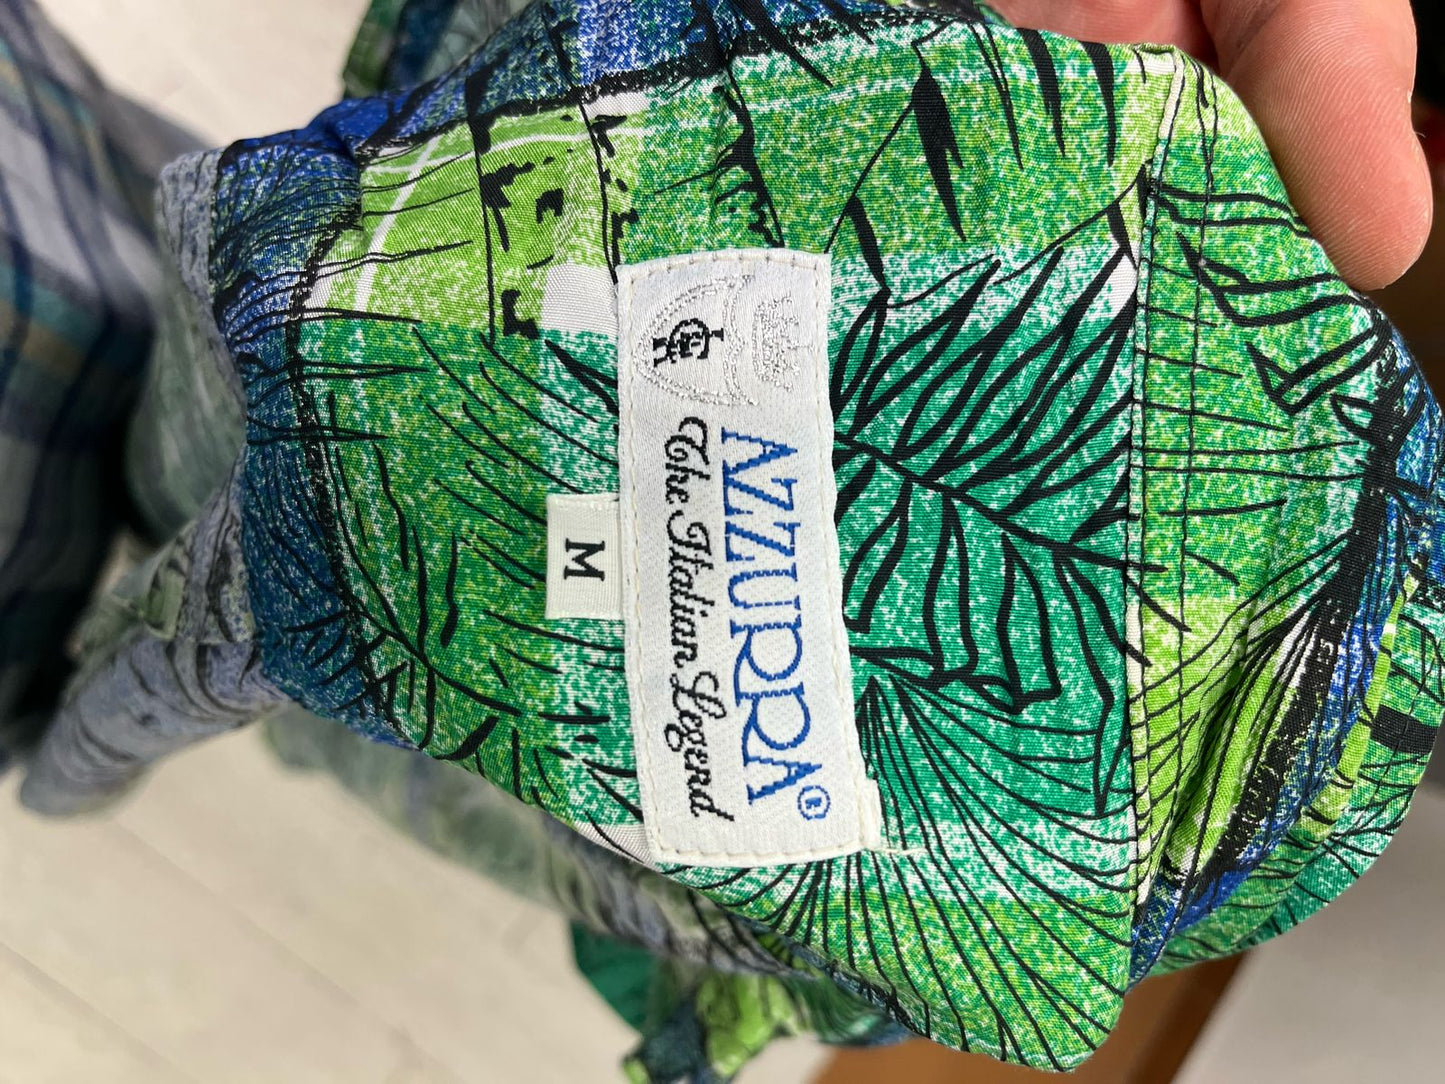 AZZURRA®
The Italian Legend
M